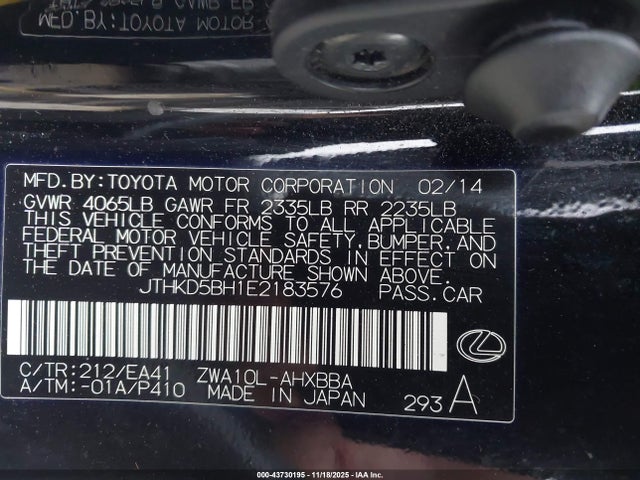 MFD.BY:TOYOTA MOTOR CORPORATION 02/14
GVWR 4065LB GAWR FR 2335LB RR 2235LB
THIS VEHICLE CONFORMS TO ALL APPLICABLE
FEDERAL MOTOR VEHICLE SAFETY,BUMPER,AND
THEFT PREVENTION STANDARDS IN EFFECT ON
THE DATE OF MANUFACTURE SHOWN ABOVE.
JTHKD5BH1E2183576 PASS.CAR
C/TR:212/EA41 ZWA10L-AHXBBA
A/TM:-01A/P410 MADE IN JAPAN 293 A
000-43730195 - 11/18/2025 - IAA Inc.